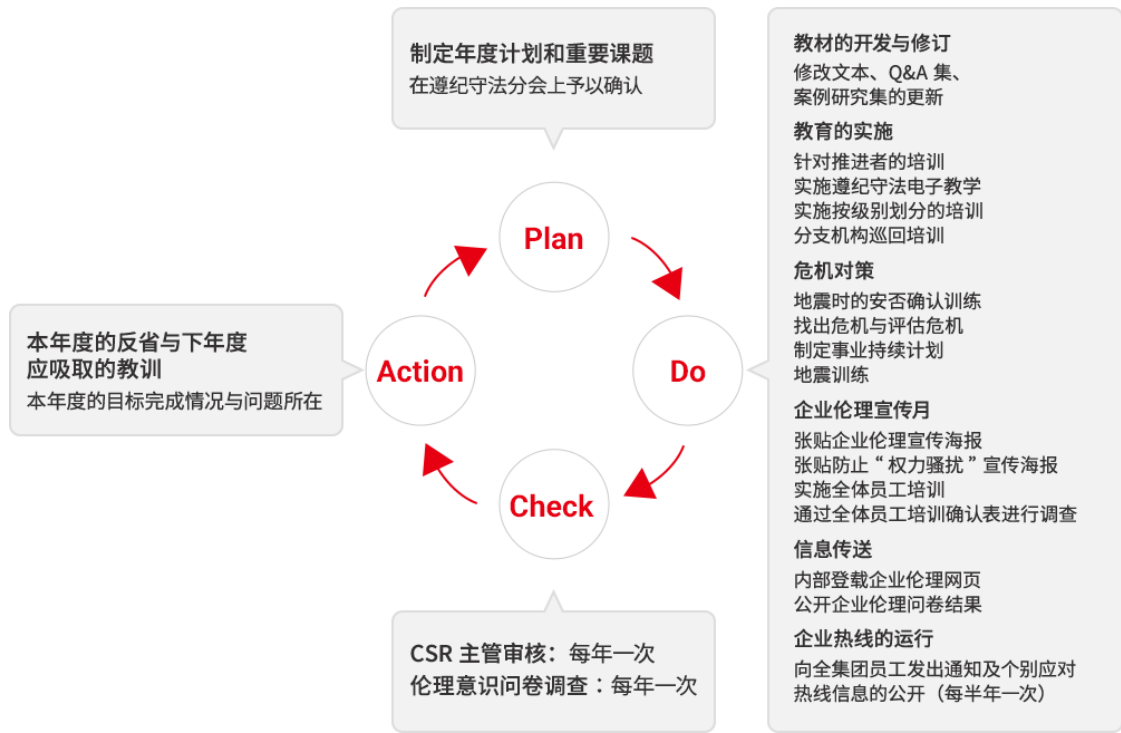 制定年度计划和重要课题
在遵纪守法分会上予以确认
Plan
Do
Check
Action
教材的开发与修订
修改文本、Q&A 集、
案例研究集的更新
教育的实施
针对推进者的培训
实施遵纪守法电子教学
实施按级别划分的培训
分支机构巡回培训
危机对策
地震时的安否确认训练
找出危机与评估危机
制定事业持续计划
地震训练
企业伦理宣传月
张贴企业伦理宣传海报
张贴防止“权力骚扰”宣传海报
实施全体员工培训
通过全体员工培训确认表进行调查
信息传送
内部登载企业伦理网页
公开企业伦理问卷结果
企业热线的运行
向全集团员工发出通知及个别应对
热线信息的公开（每半年一次）
CSR 主管审核：每年一次
伦理意识问卷调查：每年一次
本年度的反省与下年度
应吸取的教训
本年度的目标完成情况与问题所在